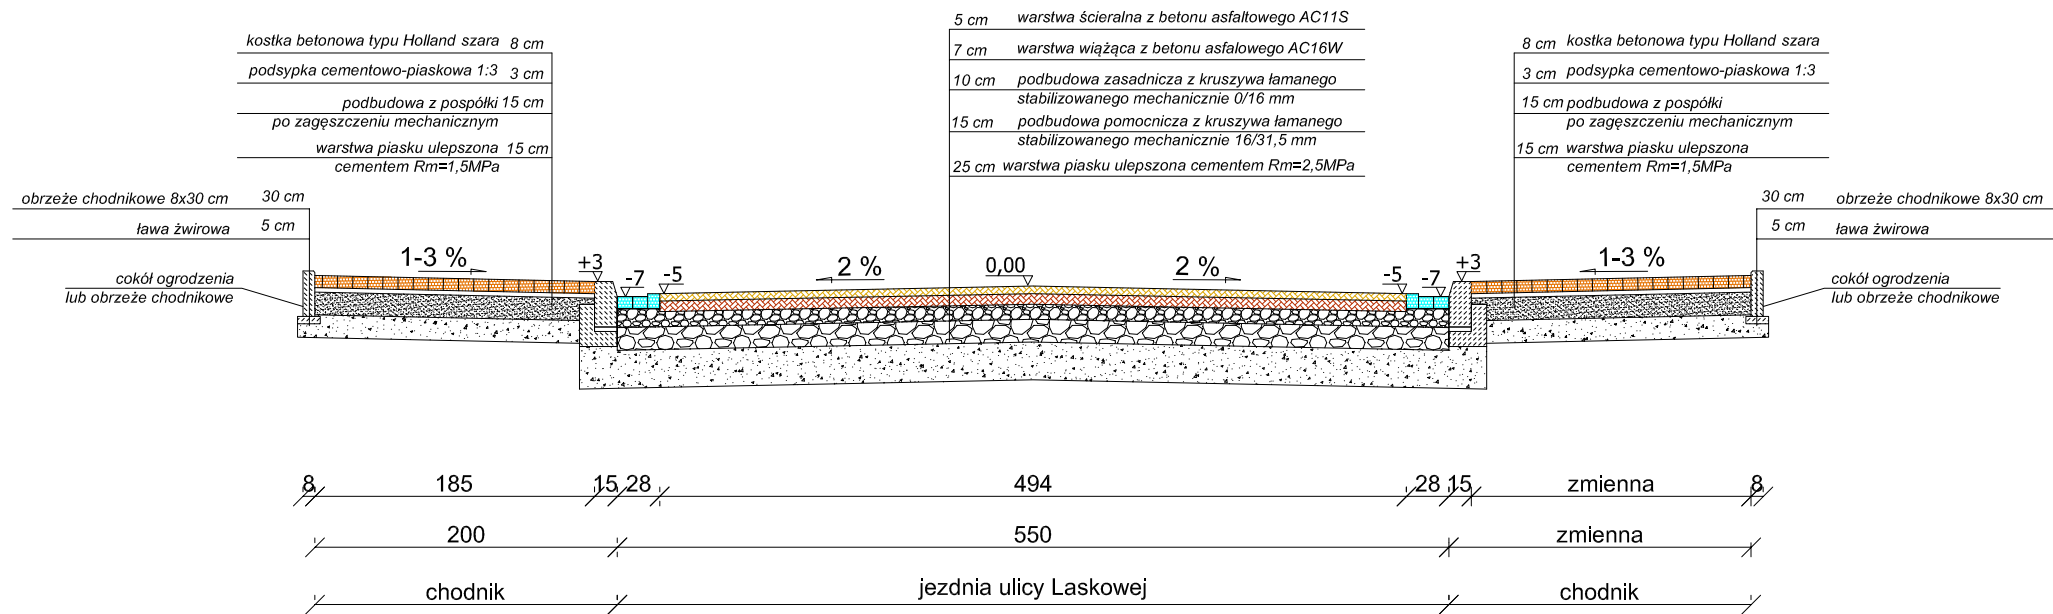 kostka betonowa typu Holland szara 8 cm
podsypka cementowo-piaskowa 1:3 3 cm
podbudowa z pospółki 15 cm
po zagęszczeniu mechanicznym
warstwa piasku ulepszona 15 cm
cementem Rm=1,5MPa
obrzeże chodnikowe 8x30 cm 30 cm
ława żwirowa 5 cm
cokół ogrodzenia
lub obrzeże chodnikowe
5 cm warstwa ścieralna z betonu asfaltowego AC11S
7 cm warstwa wiążąca z betonu asfalowego AC16W
10 cm podbudowa zasadnicza z kruszywa łamanego
stabilizowanego mechanicznie 0/16 mm
15 cm podbudowa pomocnicza z kruszywa łamanego
stabilizowanego mechanicznie 16/31,5 mm
25 cm warstwa piasku ulepszona cementem Rm=2,5MPa
8 cm kostka betonowa typu Holland szara
3 cm podsypka cementowo-piaskowa 1:3
15 cm podbudowa z pospółki
po zagęszczeniu mechanicznym
15 cm warstwa piasku ulepszona
cementem Rm=1,5MPa
30 cm obrzeże chodnikowe 8x30 cm
5 cm ława żwirowa
cokół ogrodzenia
lub obrzeże chodnikowe
1-3 % +3 -7 -5 2 % 0,00 2 % -5 -7 +3 1-3 %
8 185 15 28 494 28 15 zmienna 8
200 550 zmienna
chodnik jezdnia ulicy Laskowej chodnik